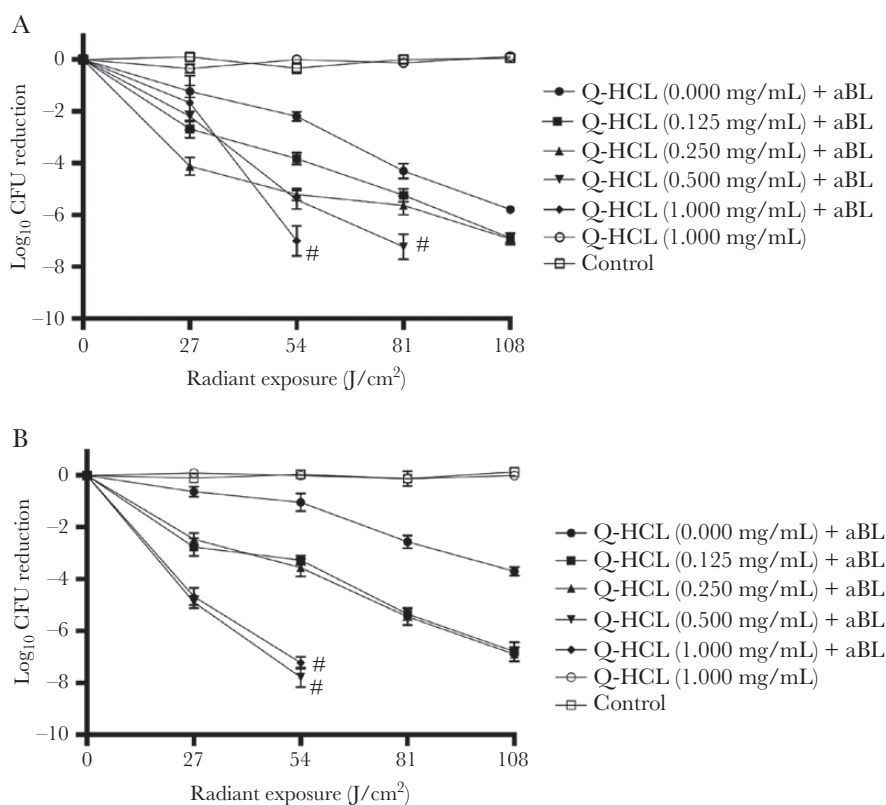 A
Log₁₀ CFU reduction
0
−2
−4
−6
−8
−10
#
#
0 27 54 81 108
Radiant exposure (J/cm²)
Q-HCL (0.000 mg/mL) + aBL
Q-HCL (0.125 mg/mL) + aBL
Q-HCL (0.250 mg/mL) + aBL
Q-HCL (0.500 mg/mL) + aBL
Q-HCL (1.000 mg/mL) + aBL
Q-HCL (1.000 mg/mL)
Control
B
Log₁₀ CFU reduction
0
−2
−4
−6
−8
−10
#
#
0 27 54 81 108
Radiant exposure (J/cm²)
Q-HCL (0.000 mg/mL) + aBL
Q-HCL (0.125 mg/mL) + aBL
Q-HCL (0.250 mg/mL) + aBL
Q-HCL (0.500 mg/mL) + aBL
Q-HCL (1.000 mg/mL) + aBL
Q-HCL (1.000 mg/mL)
Control